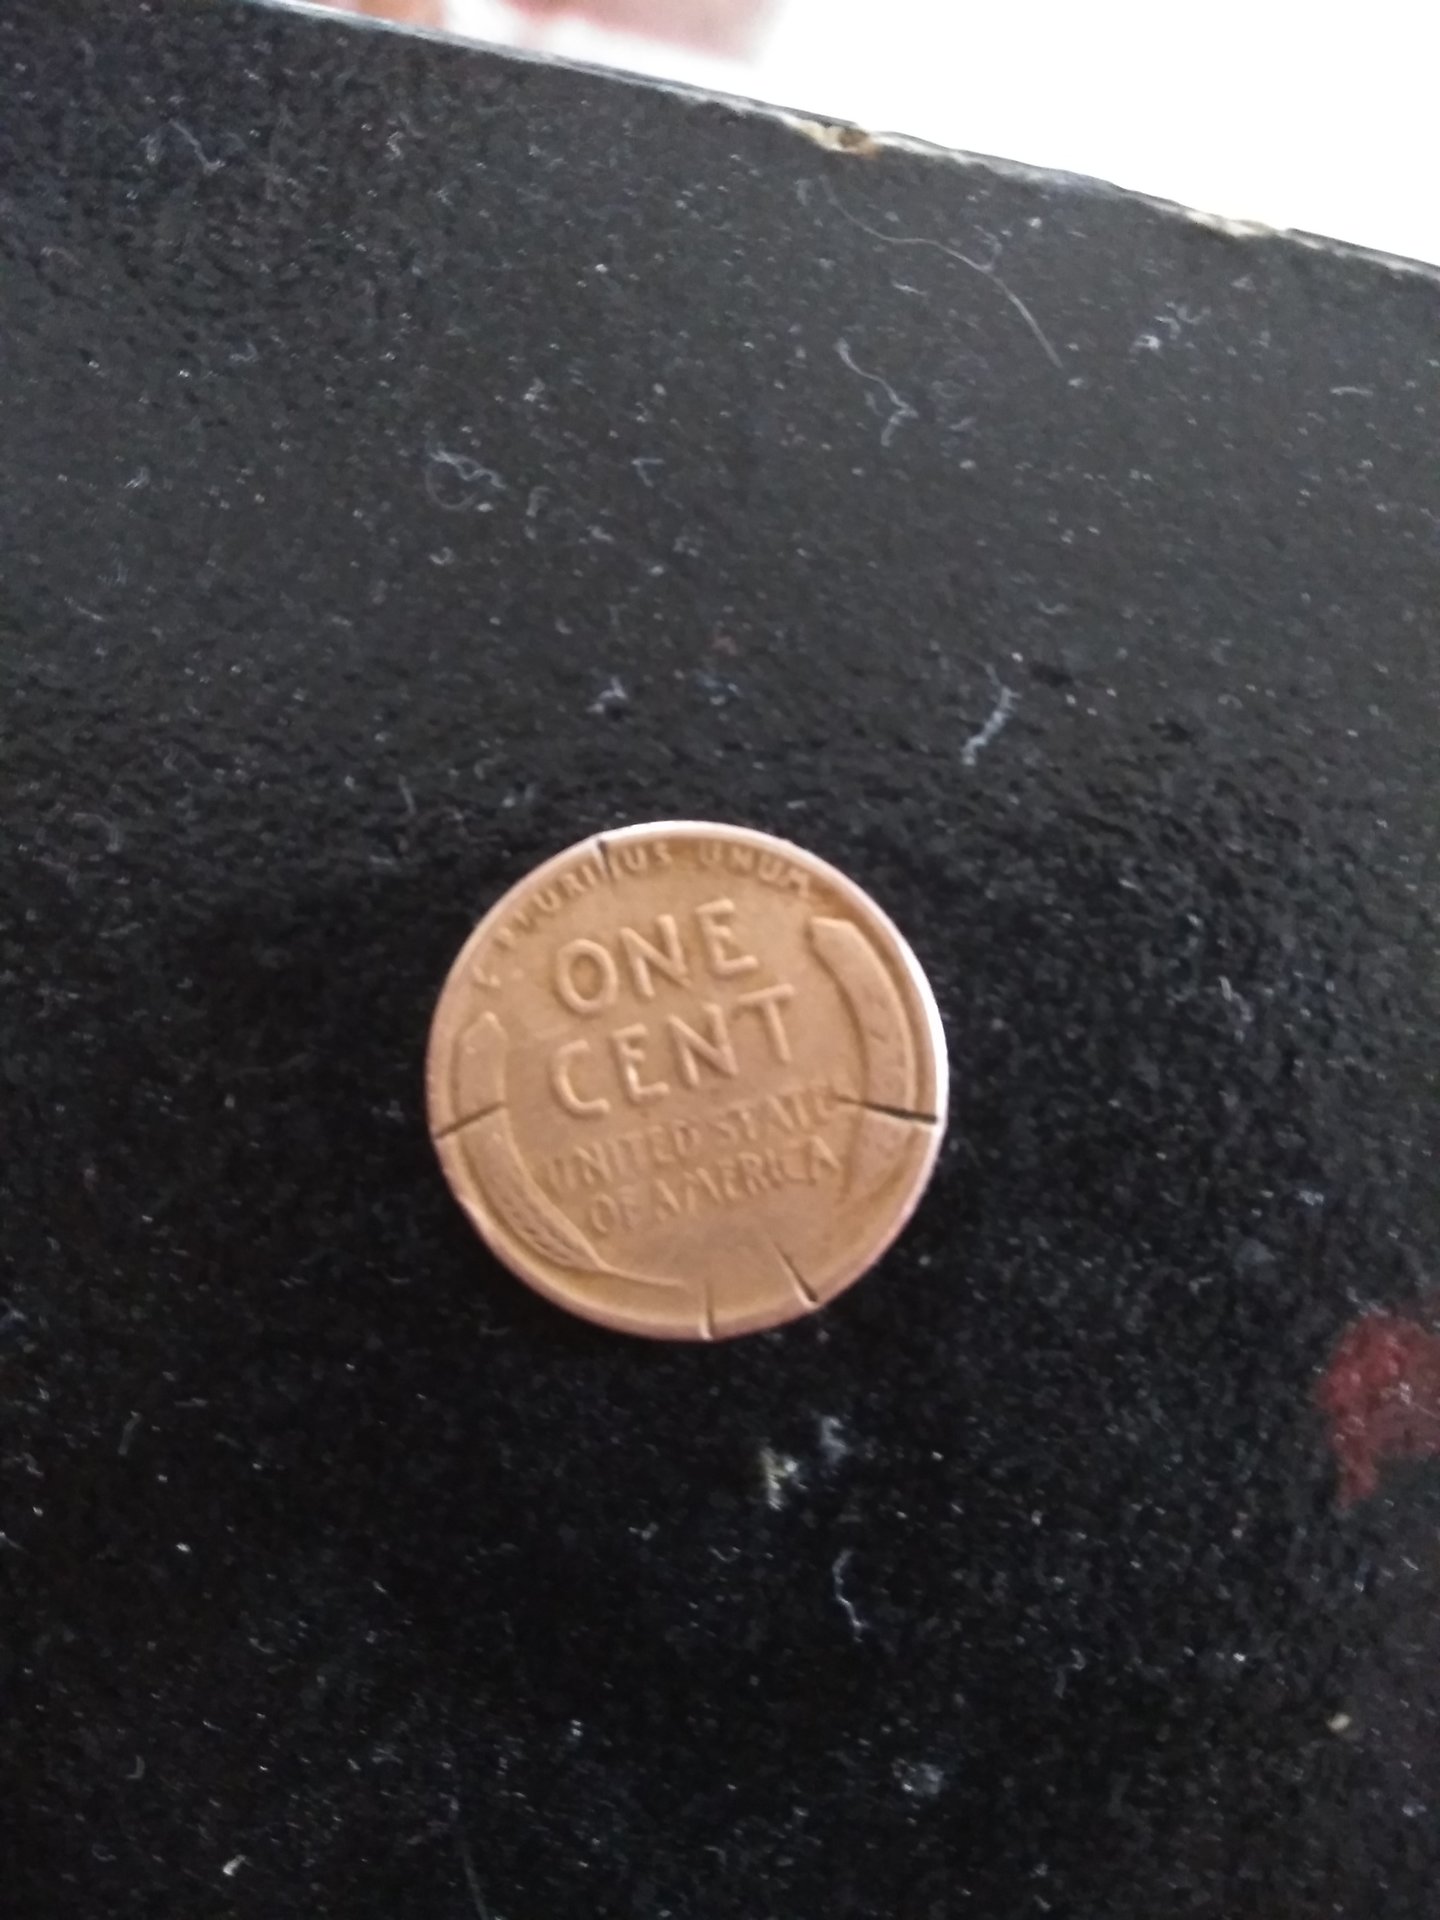 E PLURIBUS UNUM
ONE
CENT
UNITED STATES
OF AMERICA